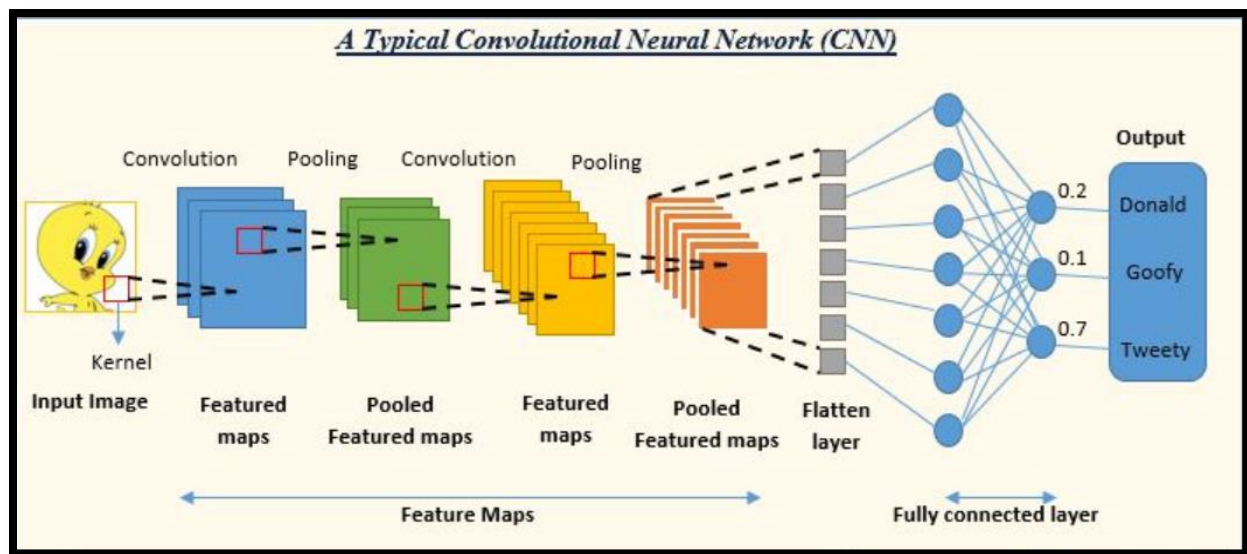 A Typical Convolutional Neural Network (CNN)
Convolution
Pooling
Convolution
Pooling
Output
0.2
Donald
0.1
Goofy
0.7
Tweety
Kernel
Input Image
Featured
maps
Pooled
Featured maps
Featured
maps
Pooled
Featured maps
Flatten
layer
Feature Maps
Fully connected layer